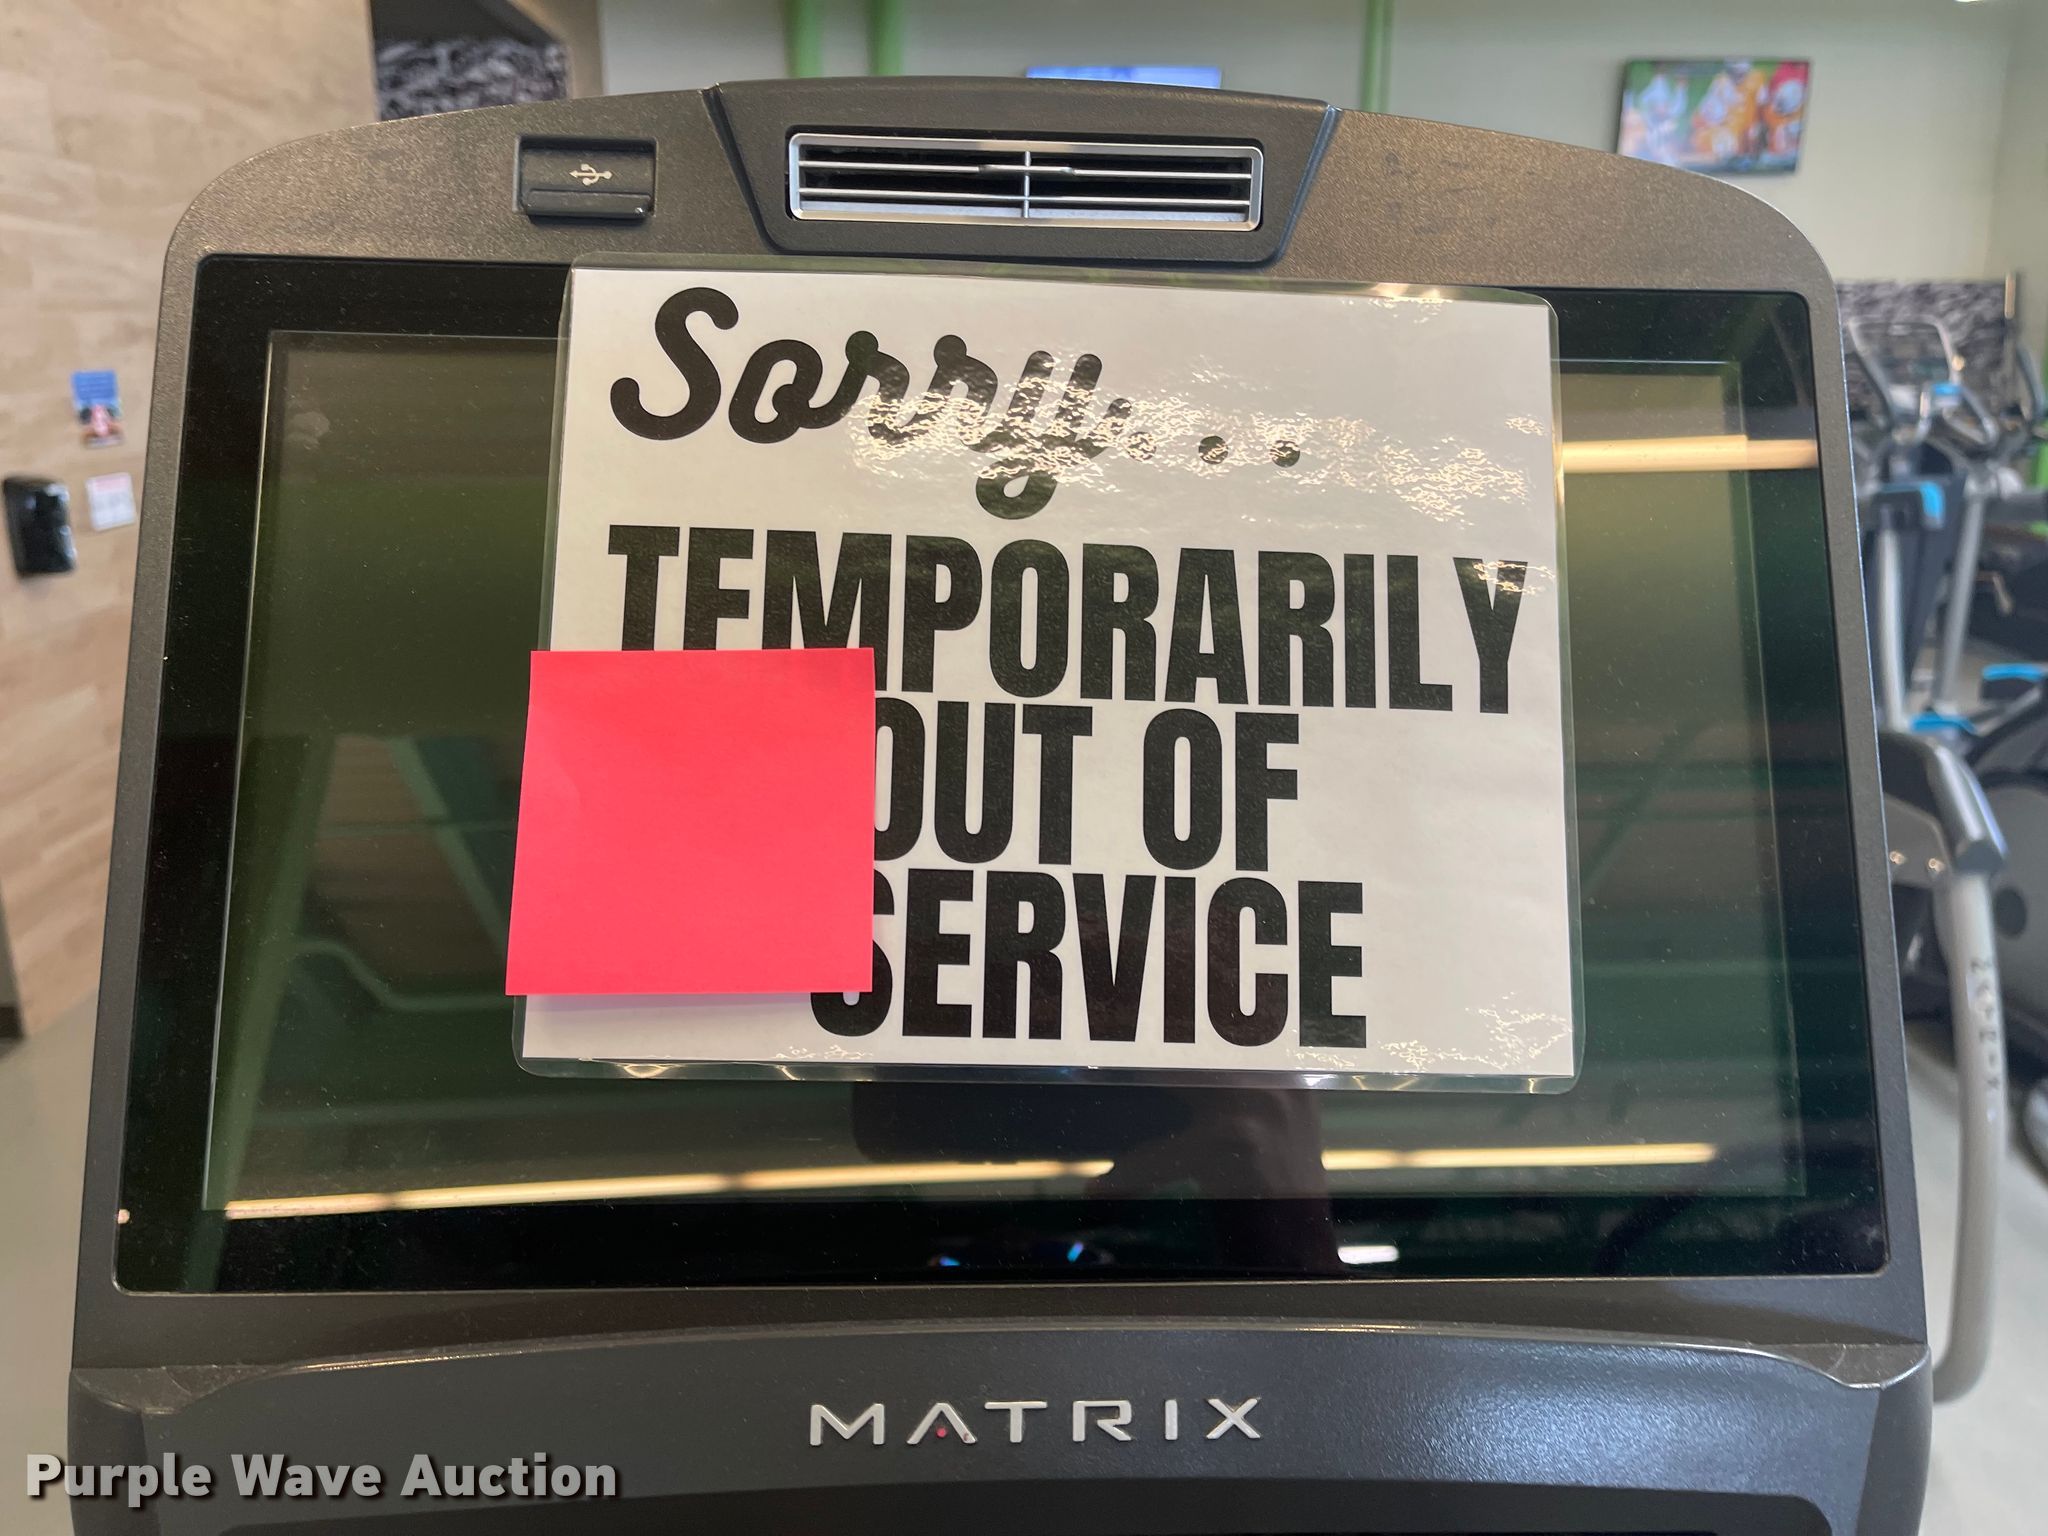 Sorry...
TEMPORARILY
OUT OF
SERVICE
MATRIX
Purple Wave Auction